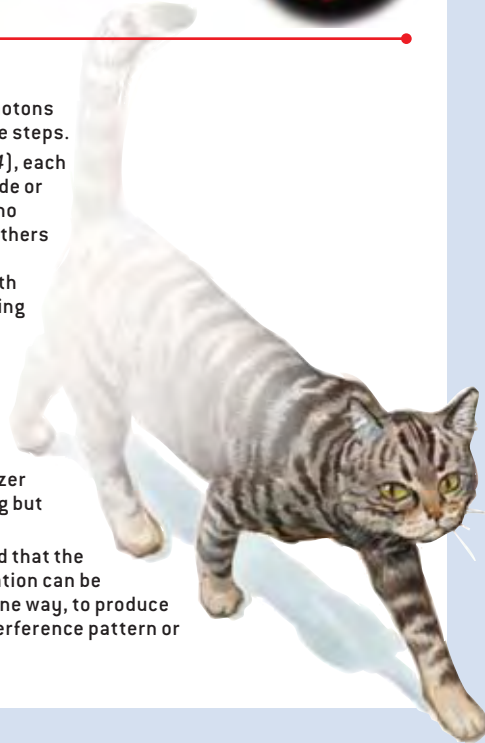 otons
e steps.
4), each
de or
no
thers
th
ing
zer
g but
d that the
ation can be
ne way, to produce
erference pattern or